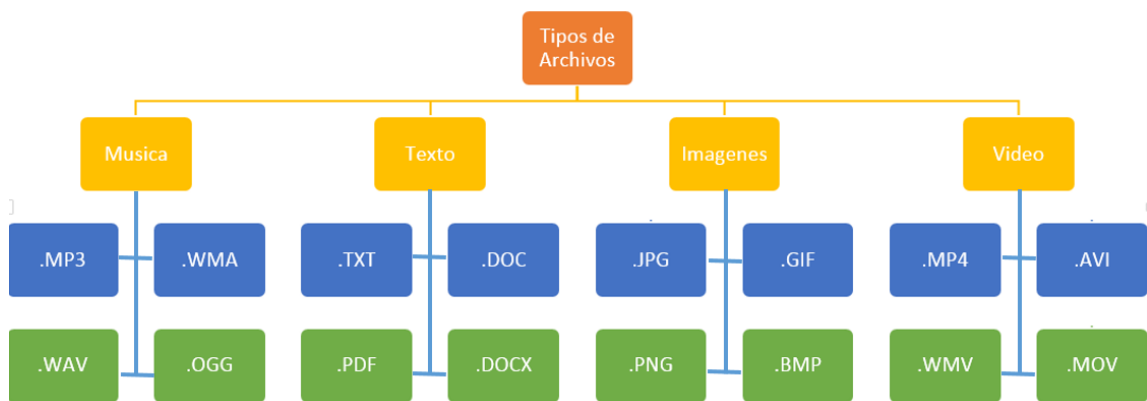 Tipos de
Archivos
Musica
Texto
Imagenes
Video
.MP3
.WMA
.TXT
.DOC
.JPG
.GIF
.MP4
.AVI
.WAV
.OGG
.PDF
.DOCX
.PNG
.BMP
.WMV
.MOV